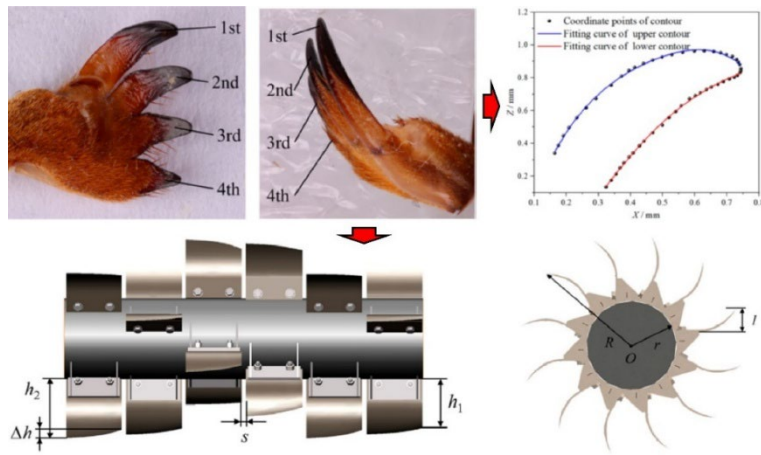 1st
2nd
3rd
4th
1st
2nd
3rd
4th
Coordinate points of contour
Fitting curve of upper contour
Fitting curve of lower contour
Z / mm
1.2
1.0
0.8
0.6
0.4
0.2
0.1 0.2 0.3 0.4 0.5 0.6 0.7 0.8
X / mm
h₂
Δh
s
h₁
R
O
r
l